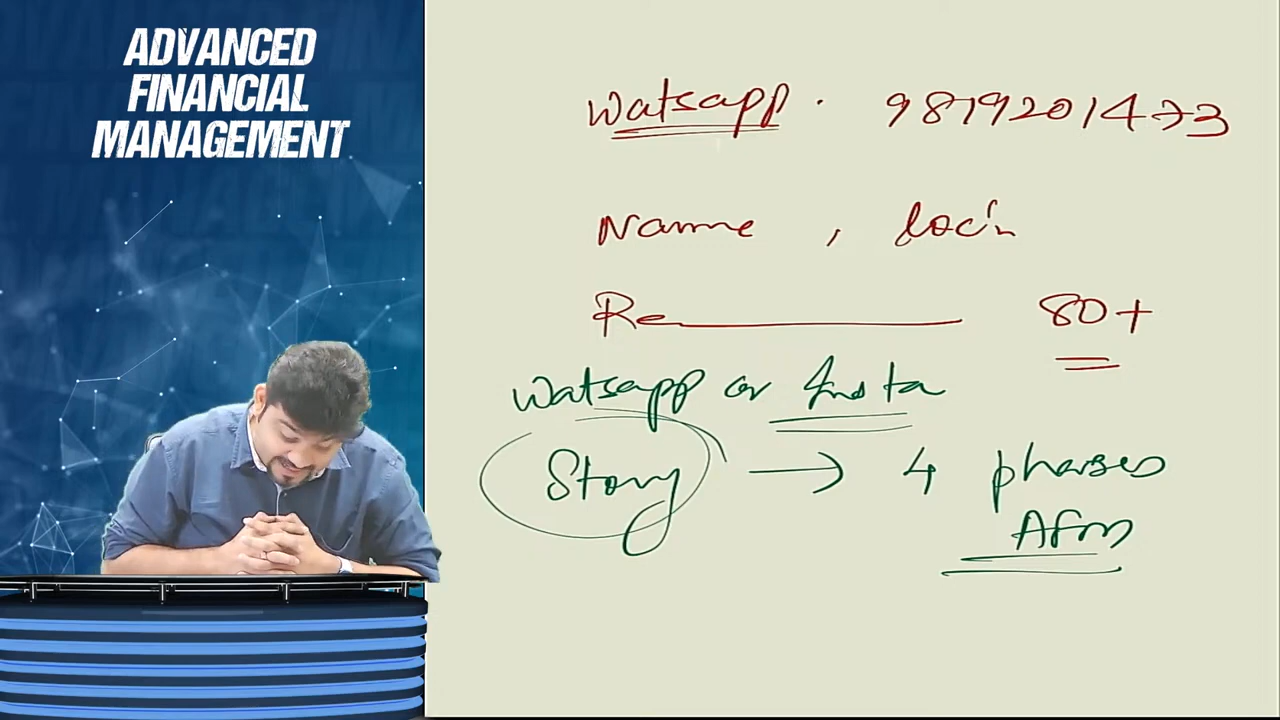 ADVANCED
FINANCIAL
MANAGEMENT
Watsapp. 9819201473
Name, locn
Re 80+
Watsapp or Insta
Story → 4 phases
AFM